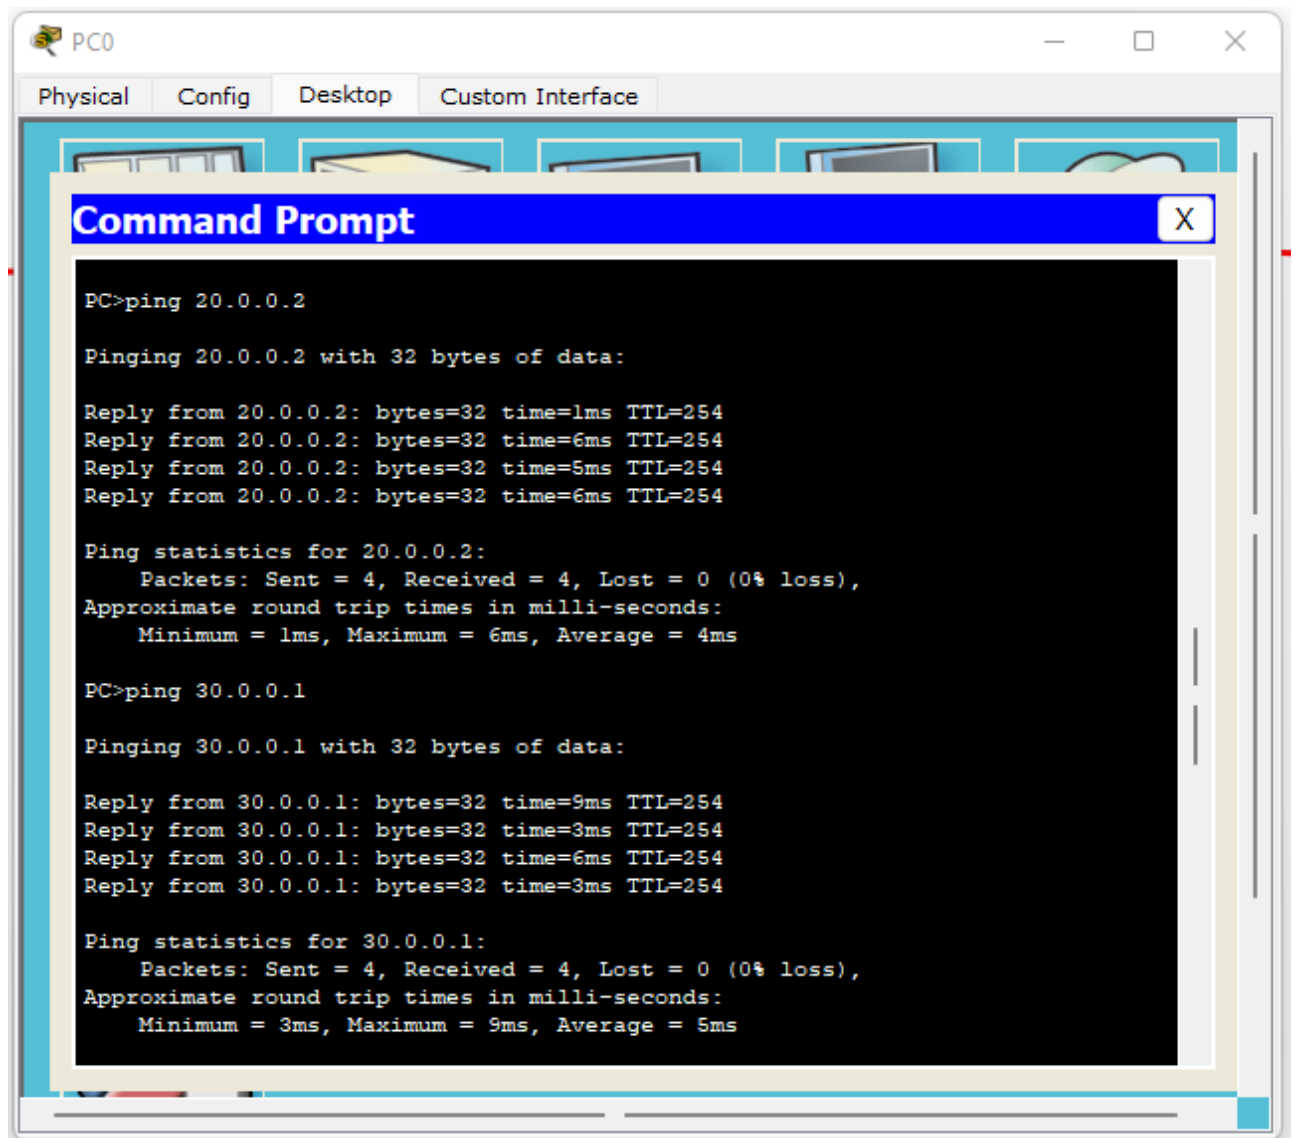 PC0
Physical Config Desktop Custom Interface
Command Prompt X
PC>ping 20.0.0.2
Pinging 20.0.0.2 with 32 bytes of data:
Reply from 20.0.0.2: bytes=32 time=1ms TTL=254
Reply from 20.0.0.2: bytes=32 time=6ms TTL=254
Reply from 20.0.0.2: bytes=32 time=5ms TTL=254
Reply from 20.0.0.2: bytes=32 time=6ms TTL=254
Ping statistics for 20.0.0.2:
Packets: Sent = 4, Received = 4, Lost = 0 (0% loss),
Approximate round trip times in milli-seconds:
Minimum = 1ms, Maximum = 6ms, Average = 4ms
PC>ping 30.0.0.1
Pinging 30.0.0.1 with 32 bytes of data:
Reply from 30.0.0.1: bytes=32 time=9ms TTL=254
Reply from 30.0.0.1: bytes=32 time=3ms TTL=254
Reply from 30.0.0.1: bytes=32 time=6ms TTL=254
Reply from 30.0.0.1: bytes=32 time=3ms TTL=254
Ping statistics for 30.0.0.1:
Packets: Sent = 4, Received = 4, Lost = 0 (0% loss),
Approximate round trip times in milli-seconds:
Minimum = 3ms, Maximum = 9ms, Average = 5ms